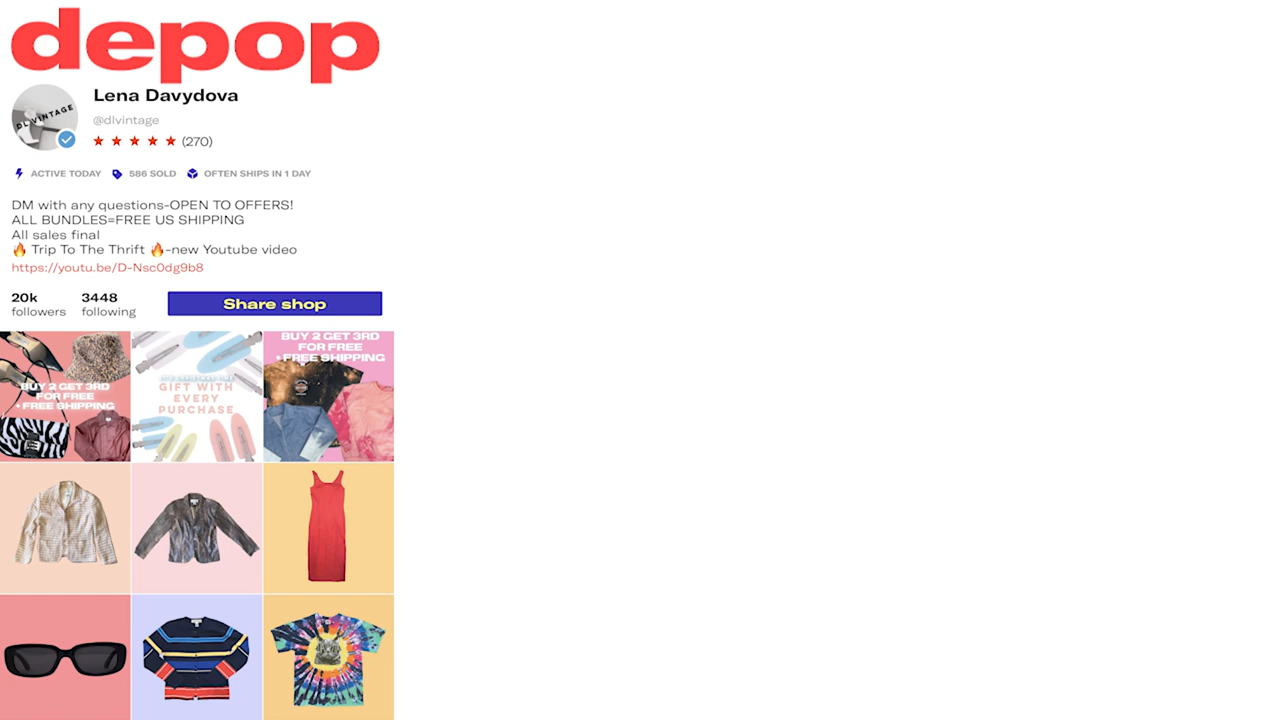 depop
Lena Davydova
DL VINTAGE
@dlvintage
(270)
ACTIVE TODAY 586 SOLD OFTEN SHIPS IN 1 DAY
DM with any questions-OPEN TO OFFERS!
ALL BUNDLES=FREE US SHIPPING
All sales final
🔥 Trip To The Thrift 🔥-new Youtube video
https://youtu.be/D-Nsc0dg9b8
20k
followers
3448
following
Share shop
BUY 2 GET 3RD
FOR FREE
+FREE SHIPPING
GIFT WITH
EVERY
PURCHASE
BUY 2 GET 3RD
FOR FREE
+FREE SHIPPING